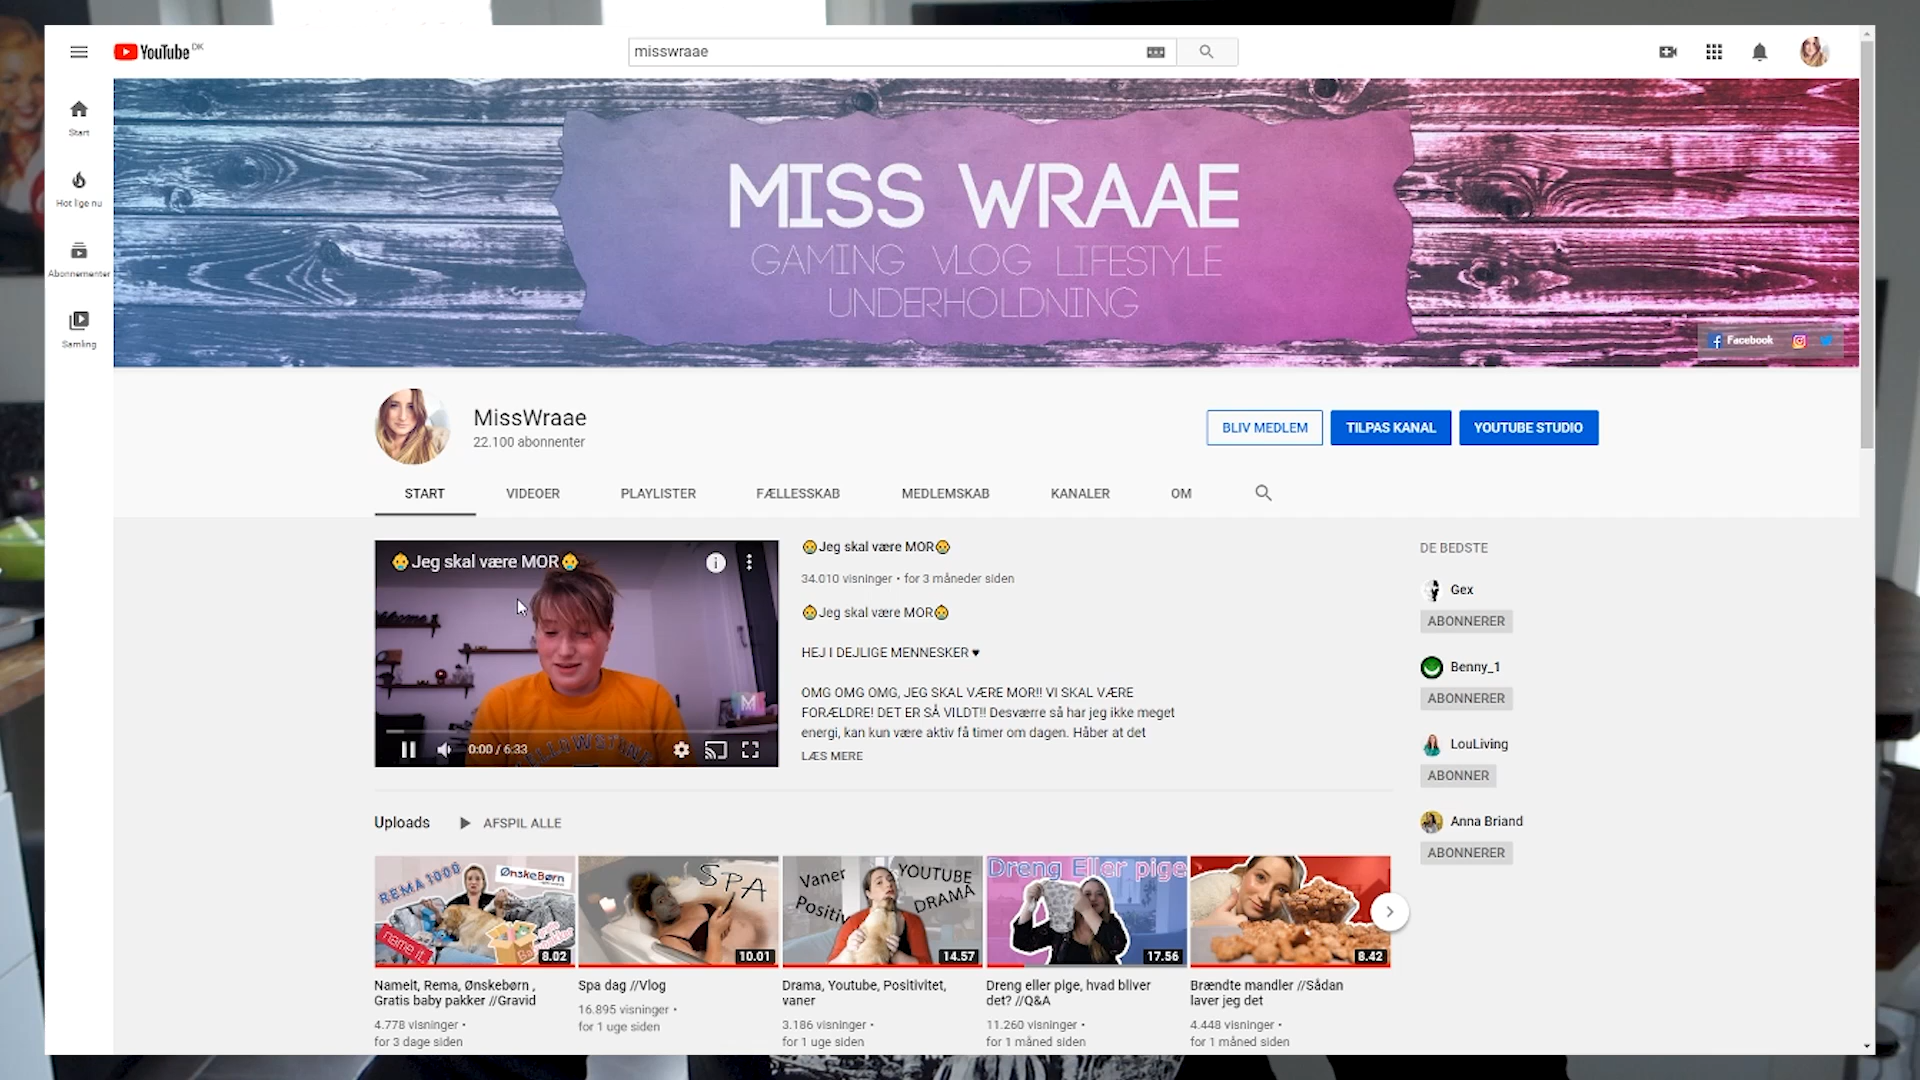 YouTube DK
misswraae
Start
Hot lige nu
Abonnementer
Samling
MISS WRAAE
GAMING VLOG LIFESTYLE
UNDERHOLDNING
Facebook
MissWraae
22.100 abonnenter
BLIV MEDLEM
TILPAS KANAL
YOUTUBE STUDIO
START
VIDEOER
PLAYLISTER
FÆLLESSKAB
MEDLEMSKAB
KANALER
OM
👶Jeg skal være MOR👶
M
0:00 / 6:33
👶Jeg skal være MOR👶
34.010 visninger • for 3 måneder siden
👶Jeg skal være MOR👶
HEJ I DEJLIGE MENNESKER ♥
OMG OMG OMG, JEG SKAL VÆRE MOR!! VI SKAL VÆRE
FORÆLDRE! DET ER SÅ VILDT!! Desværre så har jeg ikke meget
energi, kan kun være aktiv få timer om dagen. Håber at det
LÆS MERE
DE BEDSTE
Gex
ABONNERER
Benny_1
ABONNERER
LouLiving
ABONNER
Anna Briand
ABONNERER
Uploads
AFSPIL ALLE
REMA 1000
ØnskeBørn
name it
8.02
NameIt, Rema, Ønskebørn ,
Gratis baby pakker //Gravid
4.778 visninger •
for 3 dage siden
SPA
10.01
Spa dag //Vlog
16.895 visninger •
for 1 uge siden
Vaner
Positiv
YOUTUBE
DRAMA
14.57
Drama, Youtube, Positivitet,
vaner
3.186 visninger •
for 1 uge siden
Dreng Eller pige
17.56
Dreng eller pige, hvad bliver
det? //Q&A
11.260 visninger •
for 1 måned siden
8.42
Brændte mandler //Sådan
laver jeg det
4.448 visninger •
for 1 måned siden